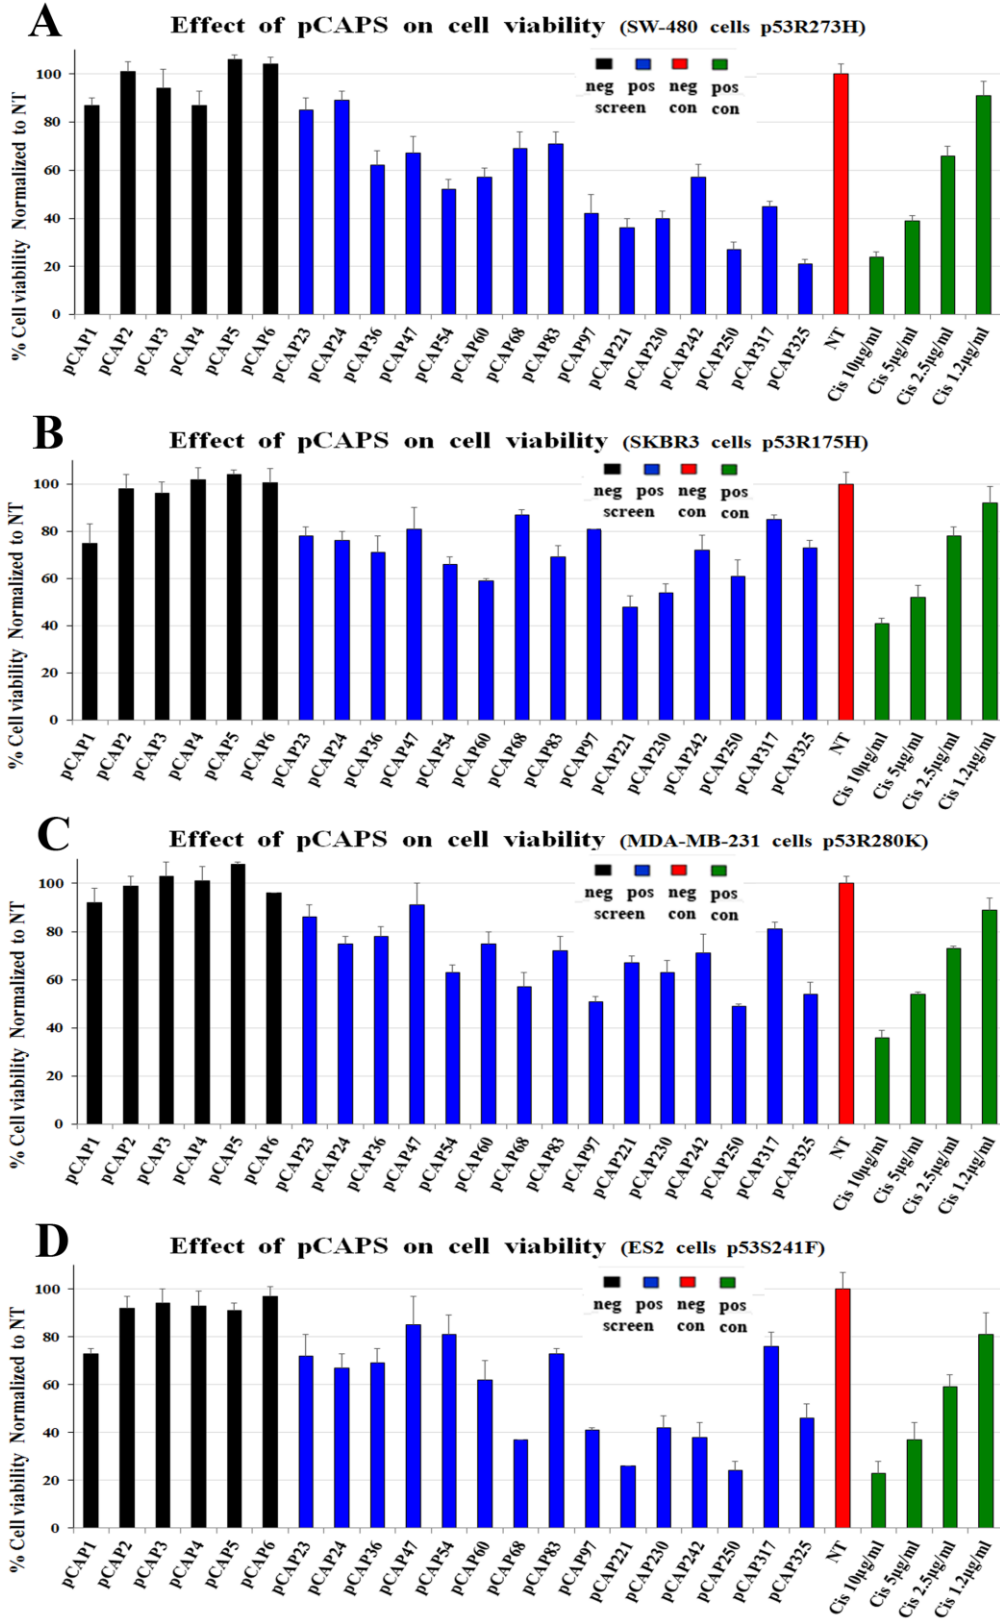 A
Effect of pCAPS on cell viability (SW-480 cells p53R273H)
neg pos neg pos
screen con con
% Cell viability Normalized to NT
100
80
60
40
20
0
pCAP1 pCAP2 pCAP3 pCAP4 pCAP5 pCAP6 pCAP23 pCAP24 pCAP36 pCAP47 pCAP54 pCAP60 pCAP68 pCAP83 pCAP97 pCAP221 pCAP230 pCAP242 pCAP250 pCAP317 pCAP325 NT Cis 10µg/ml Cis 5µg/ml Cis 2.5µg/ml Cis 1.2µg/ml
B
Effect of pCAPS on cell viability (SKBR3 cells p53R175H)
neg pos neg pos
screen con con
% Cell viability Normalized to NT
100
80
60
40
20
0
pCAP1 pCAP2 pCAP3 pCAP4 pCAP5 pCAP6 pCAP23 pCAP24 pCAP36 pCAP47 pCAP54 pCAP60 pCAP68 pCAP83 pCAP97 pCAP221 pCAP230 pCAP242 pCAP250 pCAP317 pCAP325 NT Cis 10µg/ml Cis 5µg/ml Cis 2.5µg/ml Cis 1.2µg/ml
C
Effect of pCAPS on cell viability (MDA-MB-231 cells p53R280K)
neg pos neg pos
screen con con
% Cell viability Normalized to NT
100
80
60
40
20
0
pCAP1 pCAP2 pCAP3 pCAP4 pCAP5 pCAP6 pCAP23 pCAP24 pCAP36 pCAP47 pCAP54 pCAP60 pCAP68 pCAP83 pCAP97 pCAP221 pCAP230 pCAP242 pCAP250 pCAP317 pCAP325 NT Cis 10µg/ml Cis 5µg/ml Cis 2.5µg/ml Cis 1.2µg/ml
D
Effect of pCAPS on cell viability (ES2 cells p53S241F)
neg pos neg pos
screen con con
% Cell viability Normalized to NT
100
80
60
40
20
0
pCAP1 pCAP2 pCAP3 pCAP4 pCAP5 pCAP6 pCAP23 pCAP24 pCAP36 pCAP47 pCAP54 pCAP60 pCAP68 pCAP83 pCAP97 pCAP221 pCAP230 pCAP242 pCAP250 pCAP317 pCAP325 NT Cis 10µg/ml Cis 5µg/ml Cis 2.5µg/ml Cis 1.2µg/ml